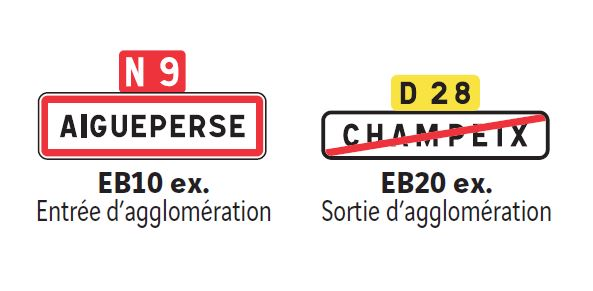 N 9
AIGUEPERSE
EB10 ex.
Entrée d’agglomération
D 28
CHAMPEIX
EB20 ex.
Sortie d’agglomération